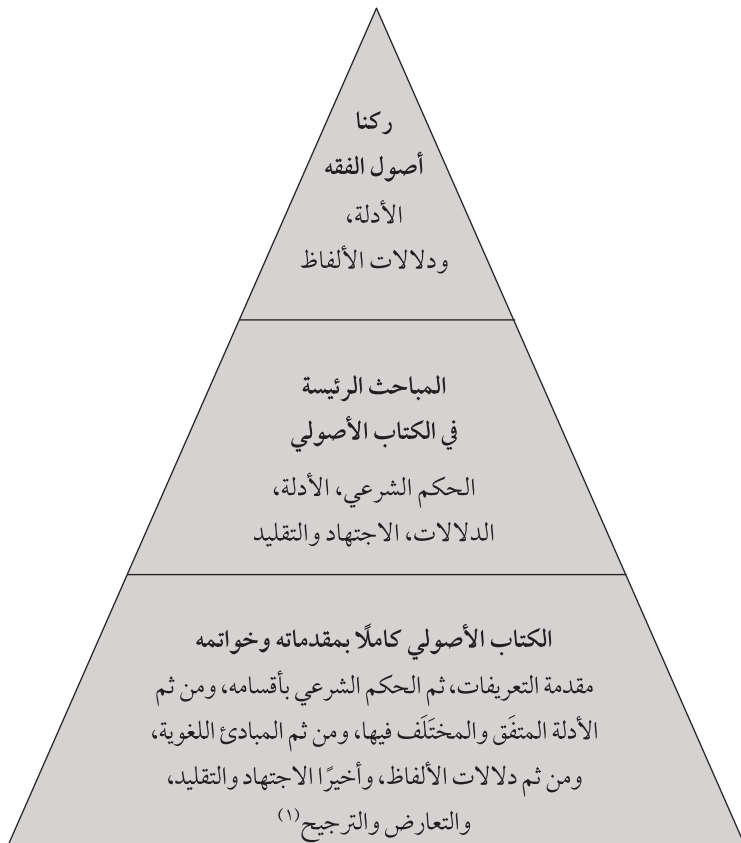 ركنا
أصول الفقه
الأدلة،
ودلالات الألفاظ
المباحث الرئيسة
في الكتاب الأصولي
الحكم الشرعي، الأدلة،
الدلالات، الاجتهاد والتقليد
الكتاب الأصولي كاملًا بمقدماته وخواتمه
مقدمة التعريفات، ثم الحكم الشرعي بأقسامه، ومن ثم
الأدلة المتفَق والمختلَف فيها، ومن ثم المبادئ اللغوية،
ومن ثم دلالات الألفاظ، وأخيرًا الاجتهاد والتقليد،
والتعارض والترجيح(١)